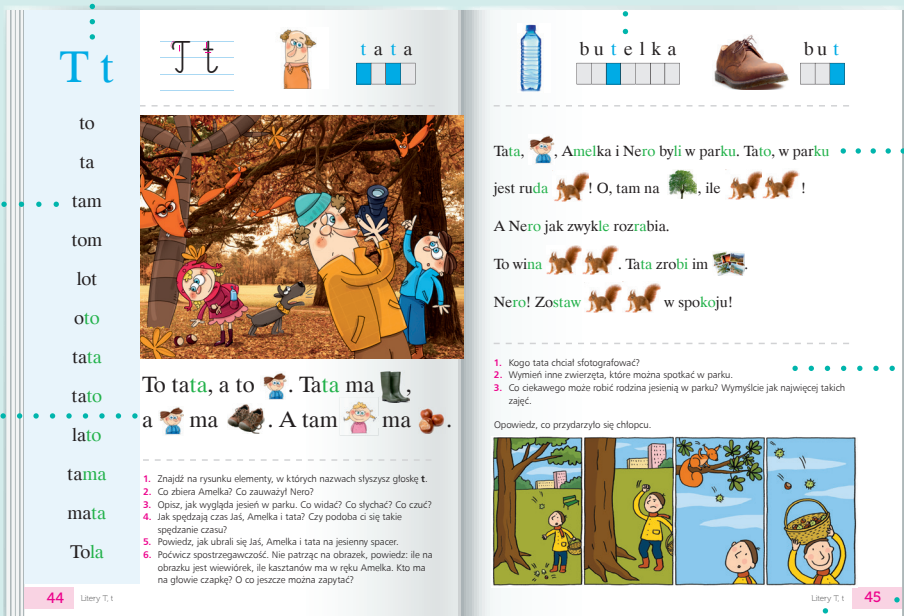 T t
to
ta
tam
tom
lot
oto
tata
tato
lato
tama
mata
Tola
T t
tata
To tata, a to . Tata ma ,
a ma . A tam ma .
1. Znajdź na rysunku elementy, w których nazwach słyszysz głoskę t.
2. Co zbiera Amelka? Co zauważył Nero?
3. Opisz, jak wygląda jesień w parku. Co widać? Co słychać? Co czuć?
4. Jak spędzają czas Jaś, Amelka i tata? Czy podoba ci się takie
spędzanie czasu?
5. Powiedz, jak ubrali się Jaś, Amelka i tata na jesienny spacer.
6. Poćwicz spostrzegawczość. Nie patrząc na obrazek, powiedz: ile na
obrazku jest wiewiórek, ile kasztanów ma w ręku Amelka. Kto ma
na głowie czapkę? O co jeszcze można zapytać?
44 Litery T, t
butelka
but
Tata, , Amelka i Nero byli w parku. Tato, w parku
jest ruda ! O, tam na , ile !
A Nero jak zwykle rozrabia.
To wina . Tata zrobi im .
Nero! Zostaw w spokoju!
1. Kogo tata chciał sfotografować?
2. Wymień inne zwierzęta, które można spotkać w parku.
3. Co ciekawego może robić rodzina jesienią w parku? Wymyślcie jak najwięcej takich
zajęć.
Opowiedz, co przydarzyło się chłopcu.
Litery T, t 45